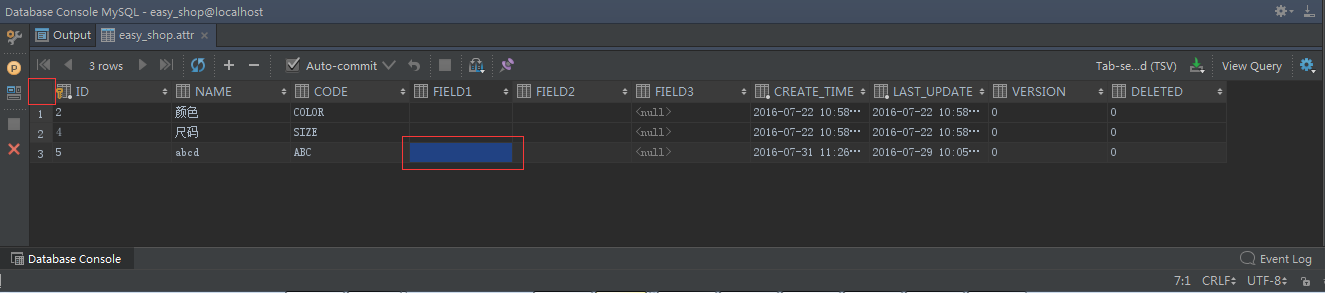 Database Console MySQL - easy_shop@localhost
Output easy_shop.attr
3 rows Auto-commit Tab-se...d (TSV) View Query
ID NAME CODE FIELD1 FIELD2 FIELD3 CREATE_TIME LAST_UPDATE VERSION DELETED
1 2 颜色 COLOR <null> 2016-07-22 10:58… 2016-07-22 10:58… 0 0
2 4 尺码 SIZE <null> 2016-07-22 10:58… 2016-07-22 10:58… 0 0
3 5 abcd ABC <null> 2016-07-31 11:26… 2016-07-29 10:05… 0 0
Database Console Event Log
7:1 CRLF UTF-8